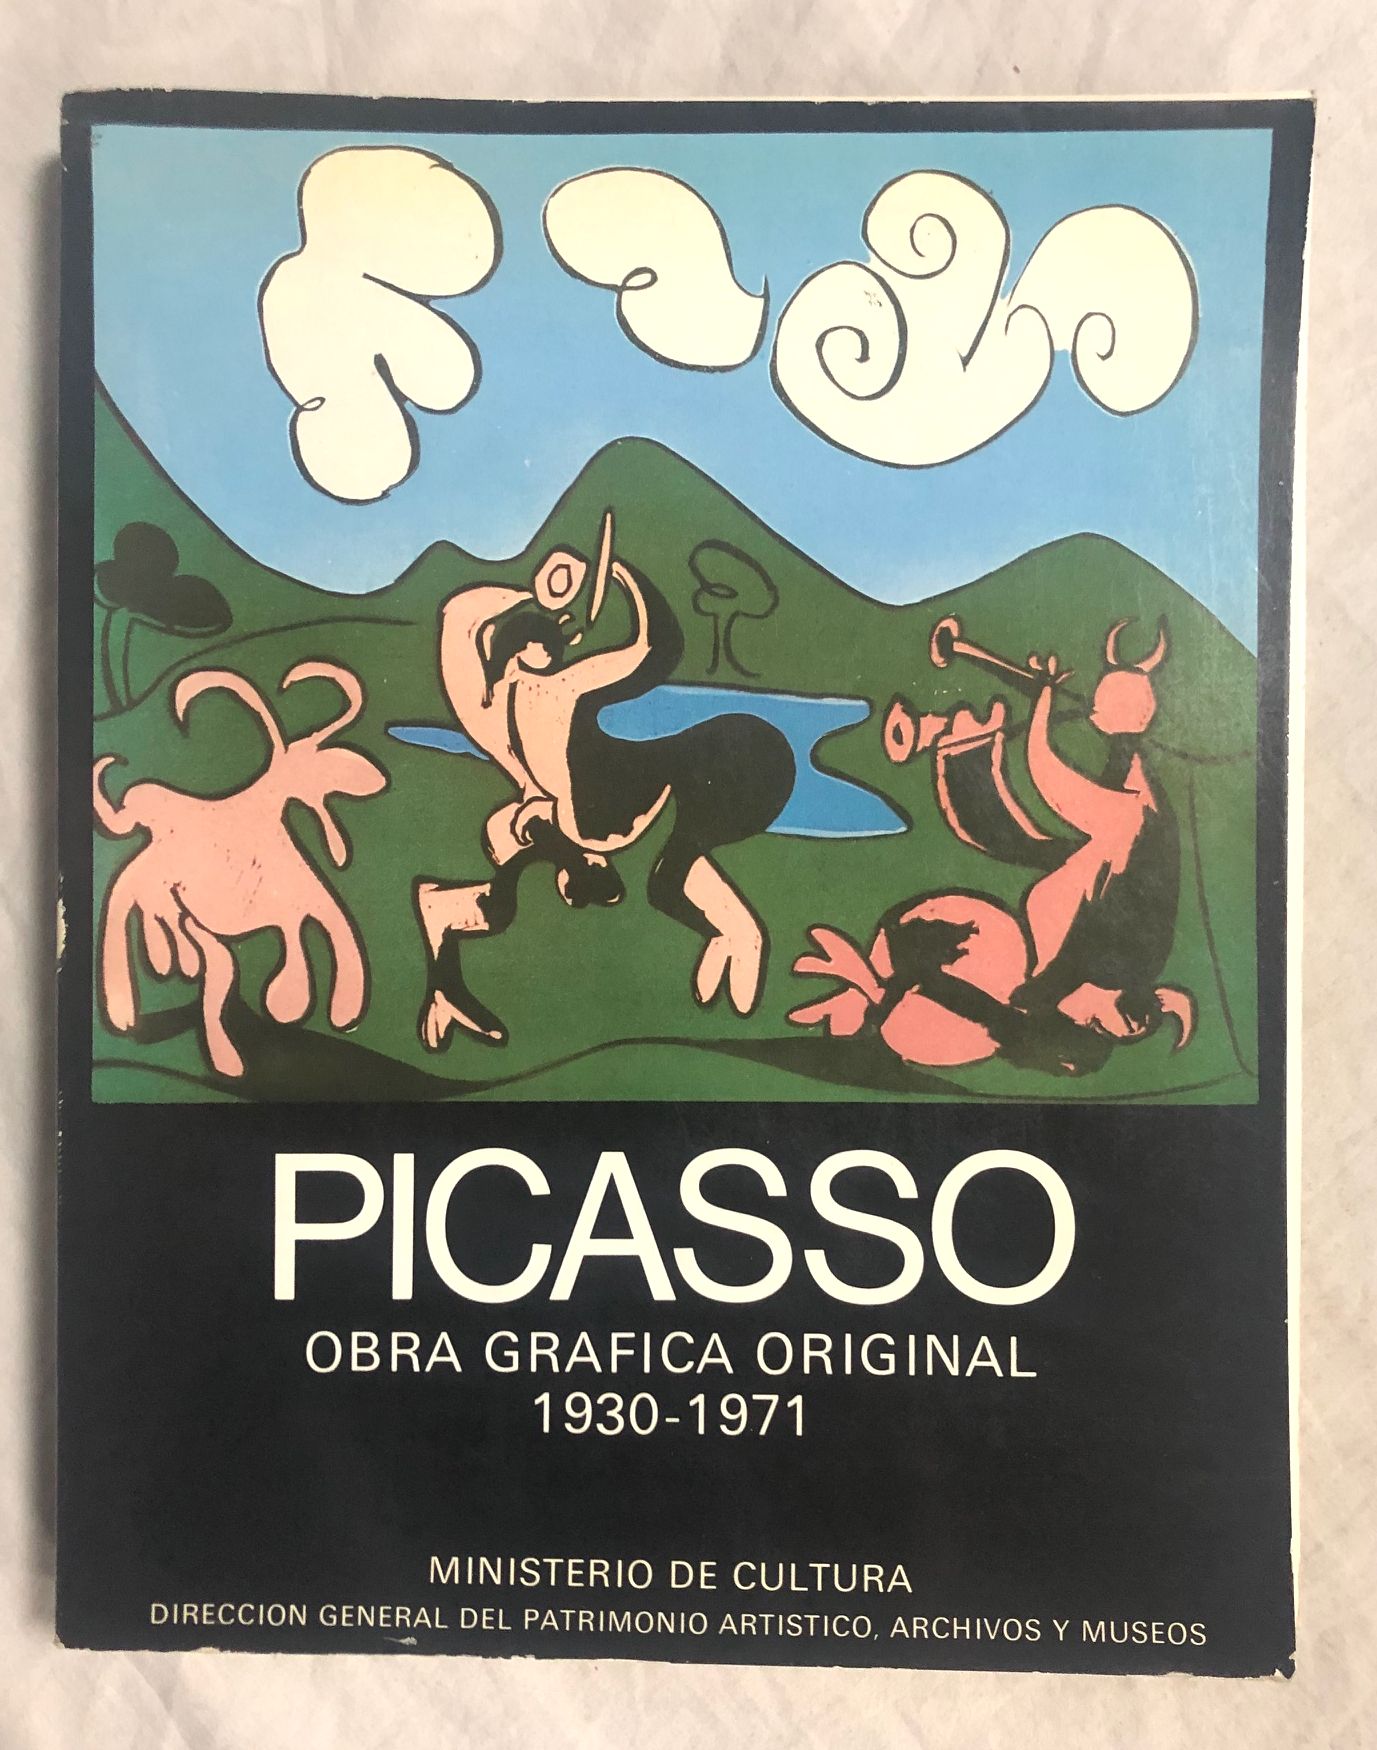 PICASSO
OBRA GRAFICA ORIGINAL
1930-1971
MINISTERIO DE CULTURA
DIRECCION GENERAL DEL PATRIMONIO ARTISTICO, ARCHIVOS Y MUSEOS